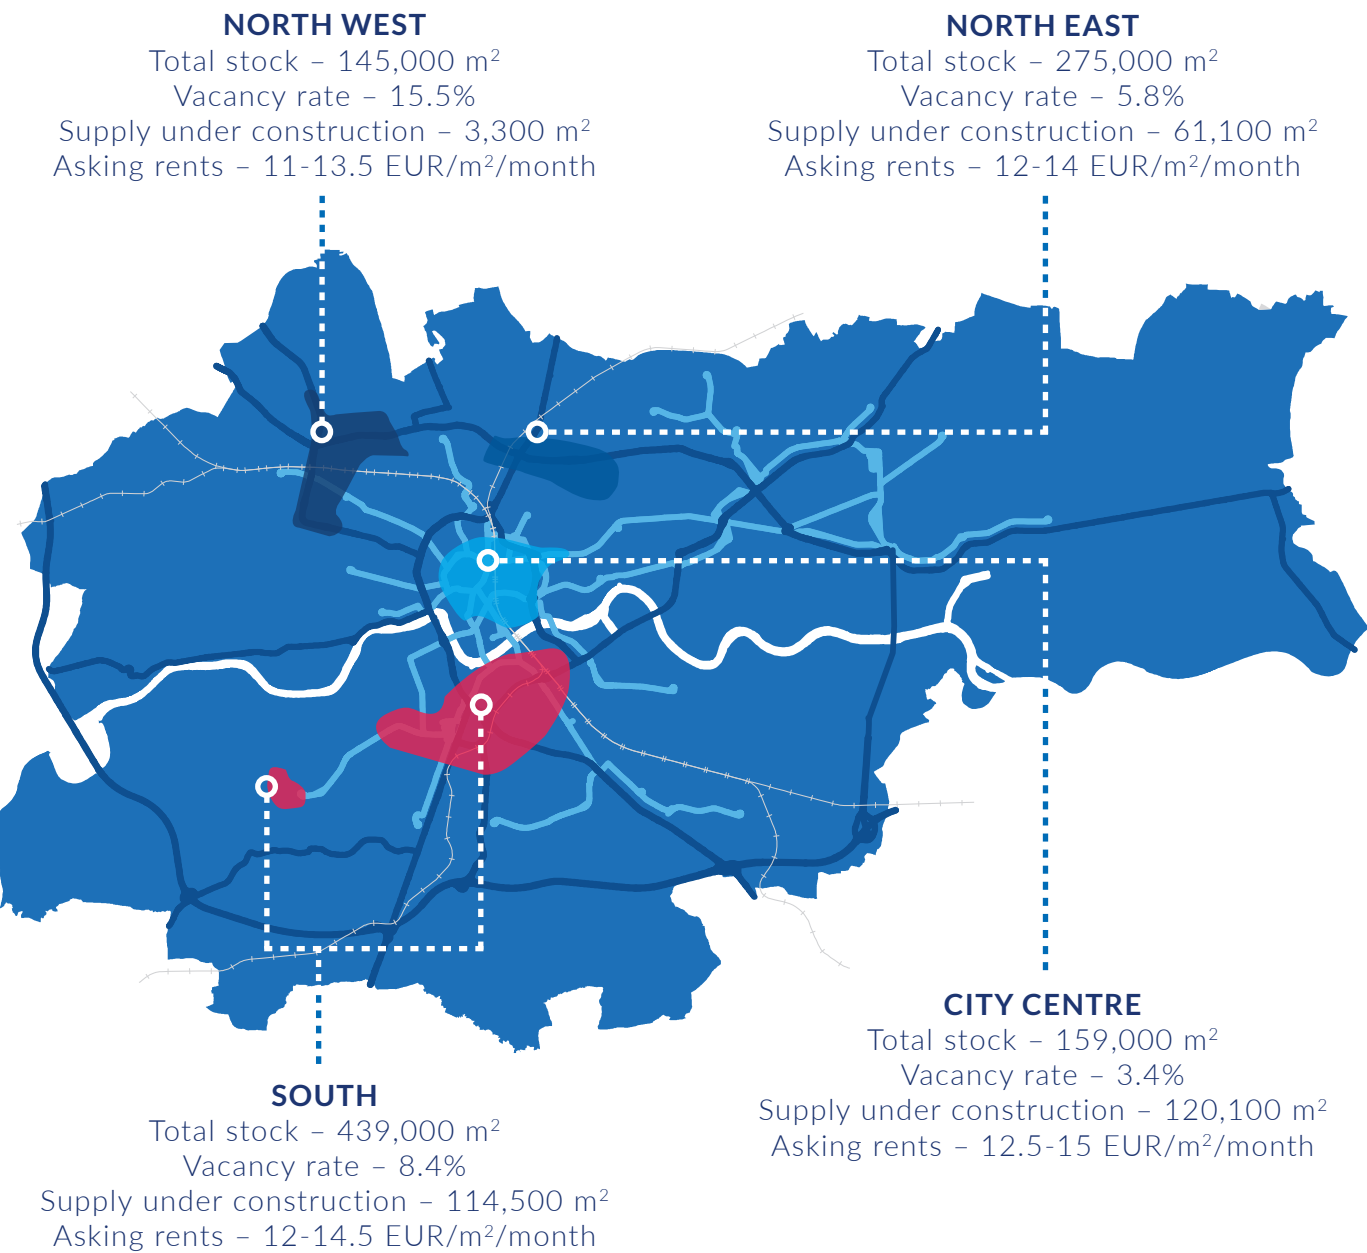 NORTH WEST
Total stock – 145,000 m²
Vacancy rate – 15.5%
Supply under construction – 3,300 m²
Asking rents – 11-13.5 EUR/m²/month
NORTH EAST
Total stock – 275,000 m²
Vacancy rate – 5.8%
Supply under construction – 61,100 m²
Asking rents – 12-14 EUR/m²/month
CITY CENTRE
Total stock – 159,000 m²
Vacancy rate – 3.4%
Supply under construction – 120,100 m²
Asking rents – 12.5-15 EUR/m²/month
SOUTH
Total stock – 439,000 m²
Vacancy rate – 8.4%
Supply under construction – 114,500 m²
Asking rents – 12-14.5 EUR/m²/month